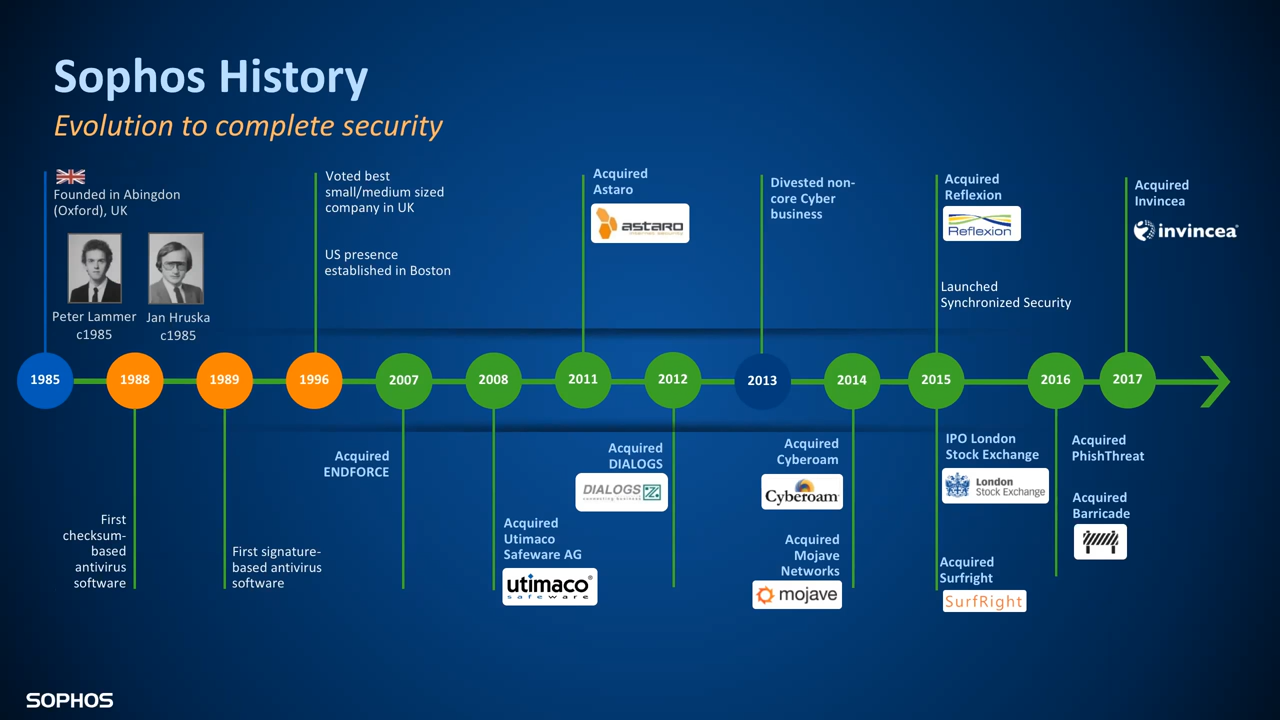 Sophos History
Evolution to complete security
Founded in Abingdon
(Oxford), UK
Peter Lammer
c1985
Jan Hruska
c1985
Voted best
small/medium sized
company in UK
US presence
established in Boston
Acquired
Astaro
astaro
internet security
Divested non-
core Cyber
business
Acquired
Reflexion
Reflexion
Launched
Synchronized Security
Acquired
Invincea
invincea
1985
1988
1989
1996
2007
2008
2011
2012
2013
2014
2015
2016
2017
First
checksum-
based
antivirus
software
First signature-
based antivirus
software
Acquired
ENDFORCE
Acquired
Utimaco
Safeware AG
utimaco®
safeware
Acquired
DIALOGS
DIALOGS
connecting business
Acquired
Cyberoam
Cyberoam
Acquired
Mojave
Networks
mojave
IPO London
Stock Exchange
London
Stock Exchange
Acquired
Surfright
SurfRight
Acquired
PhishThreat
Acquired
Barricade
SOPHOS